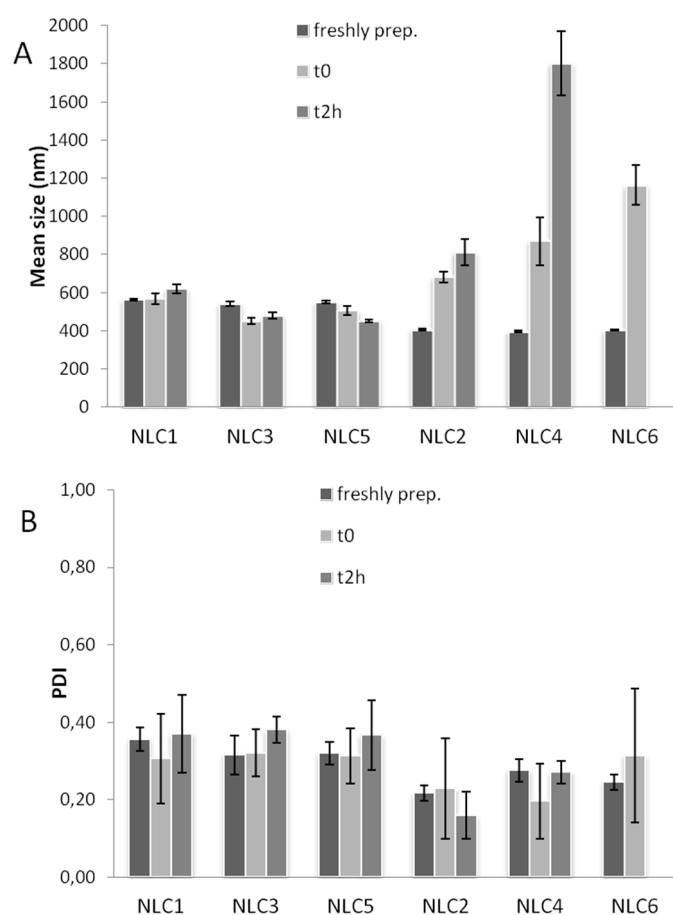 A
Mean size (nm)
2000
1800
1600
1400
1200
1000
800
600
400
200
0
freshly prep.
t0
t2h
NLC1 NLC3 NLC5 NLC2 NLC4 NLC6
B
PDI
1,00
0,80
0,60
0,40
0,20
0,00
freshly prep.
t0
t2h
NLC1 NLC3 NLC5 NLC2 NLC4 NLC6